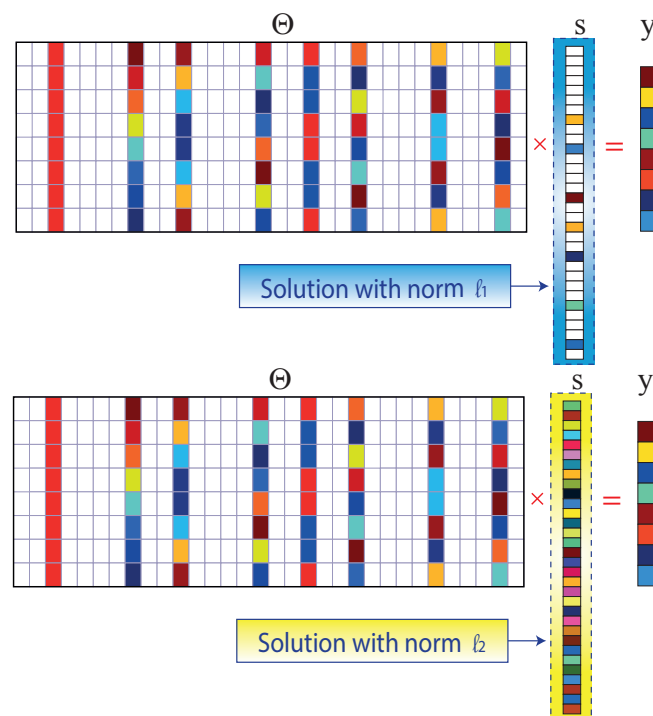 Θ s y
× =
Solution with norm ℓ1
Θ s y
× =
Solution with norm ℓ2